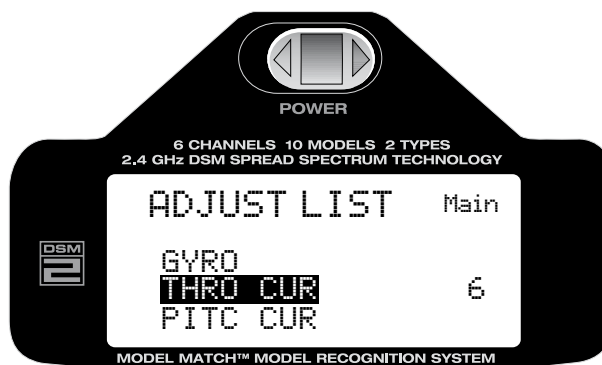 POWER
6 CHANNELS 10 MODELS 2 TYPES
2.4 GHz DSM SPREAD SPECTRUM TECHNOLOGY
ADJUST LIST Main
DSM
2
GYRO
THRO CUR 6
PITC CUR
MODEL MATCH™ MODEL RECOGNITION SYSTEM